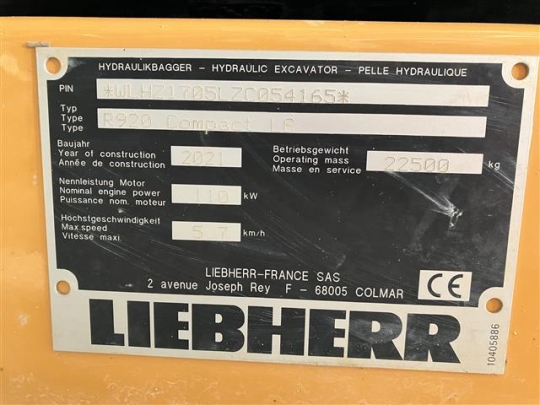 HYDRAULIKBAGGER - HYDRAULIC EXCAVATOR - PELLE HYDRAULIQUE
PIN *WLHZ1705LZC054165*
Typ
Type R920 Compact
Type
Baujahr
Year of construction 2021
Année de construction
Betriebsgewicht
Operating mass 22500 kg
Masse en service
Nennleistung Motor
Nominal engine power 110 kW
Puissance nom. moteur
Höchstgeschwindigkeit
Max.speed 5.7 km/h
Vitesse maxi
LIEBHERR-FRANCE SAS
2 avenue Joseph Rey F - 68005 COLMAR
CE
LIEBHERR
10405886